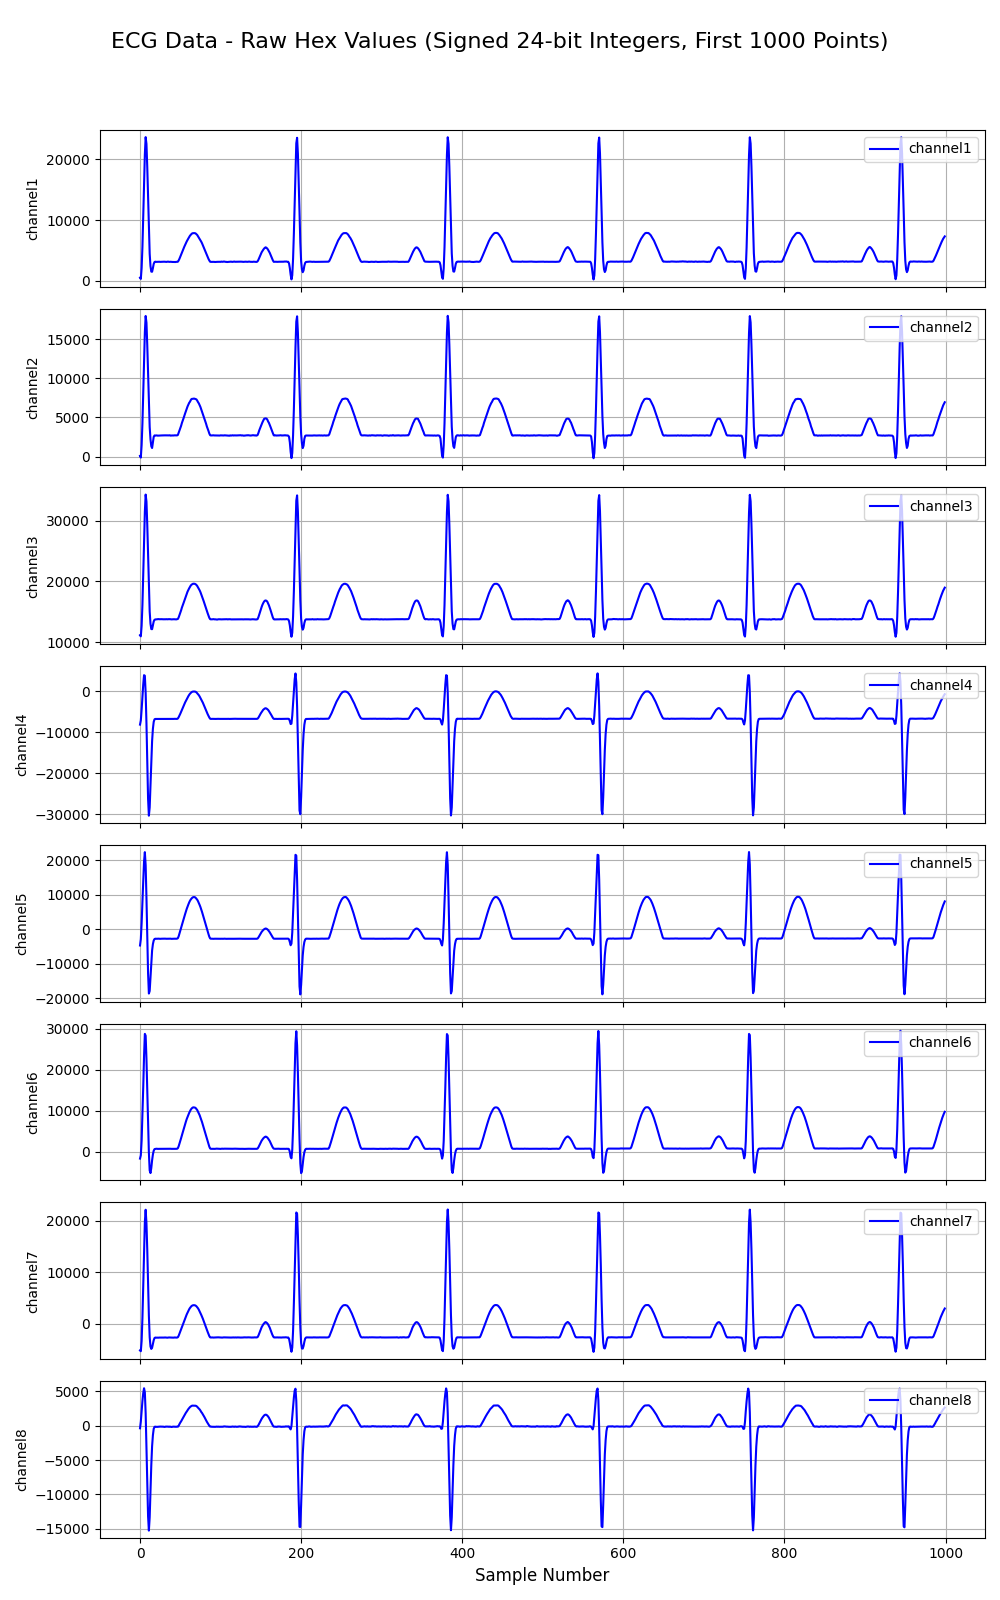 ECG Data - Raw Hex Values (Signed 24-bit Integers, First 1000 Points)
channel1
20000
10000
0
channel1
channel2
15000
10000
5000
0
channel2
channel3
30000
20000
10000
channel3
channel4
0
−10000
−20000
−30000
channel4
channel5
20000
10000
0
−10000
−20000
channel5
channel6
30000
20000
10000
0
channel6
channel7
20000
10000
0
channel7
channel8
5000
0
−5000
−10000
−15000
channel8
0 200 400 600 800 1000
Sample Number